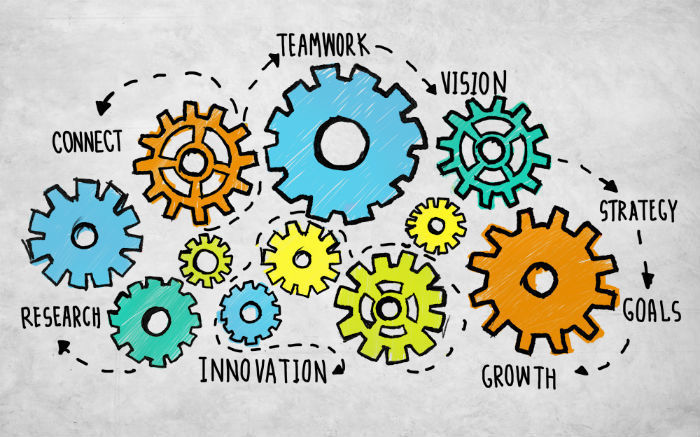 TEAMWORK
VISION
CONNECT
STRATEGY
RESEARCH
GOALS
INNOVATION
GROWTH